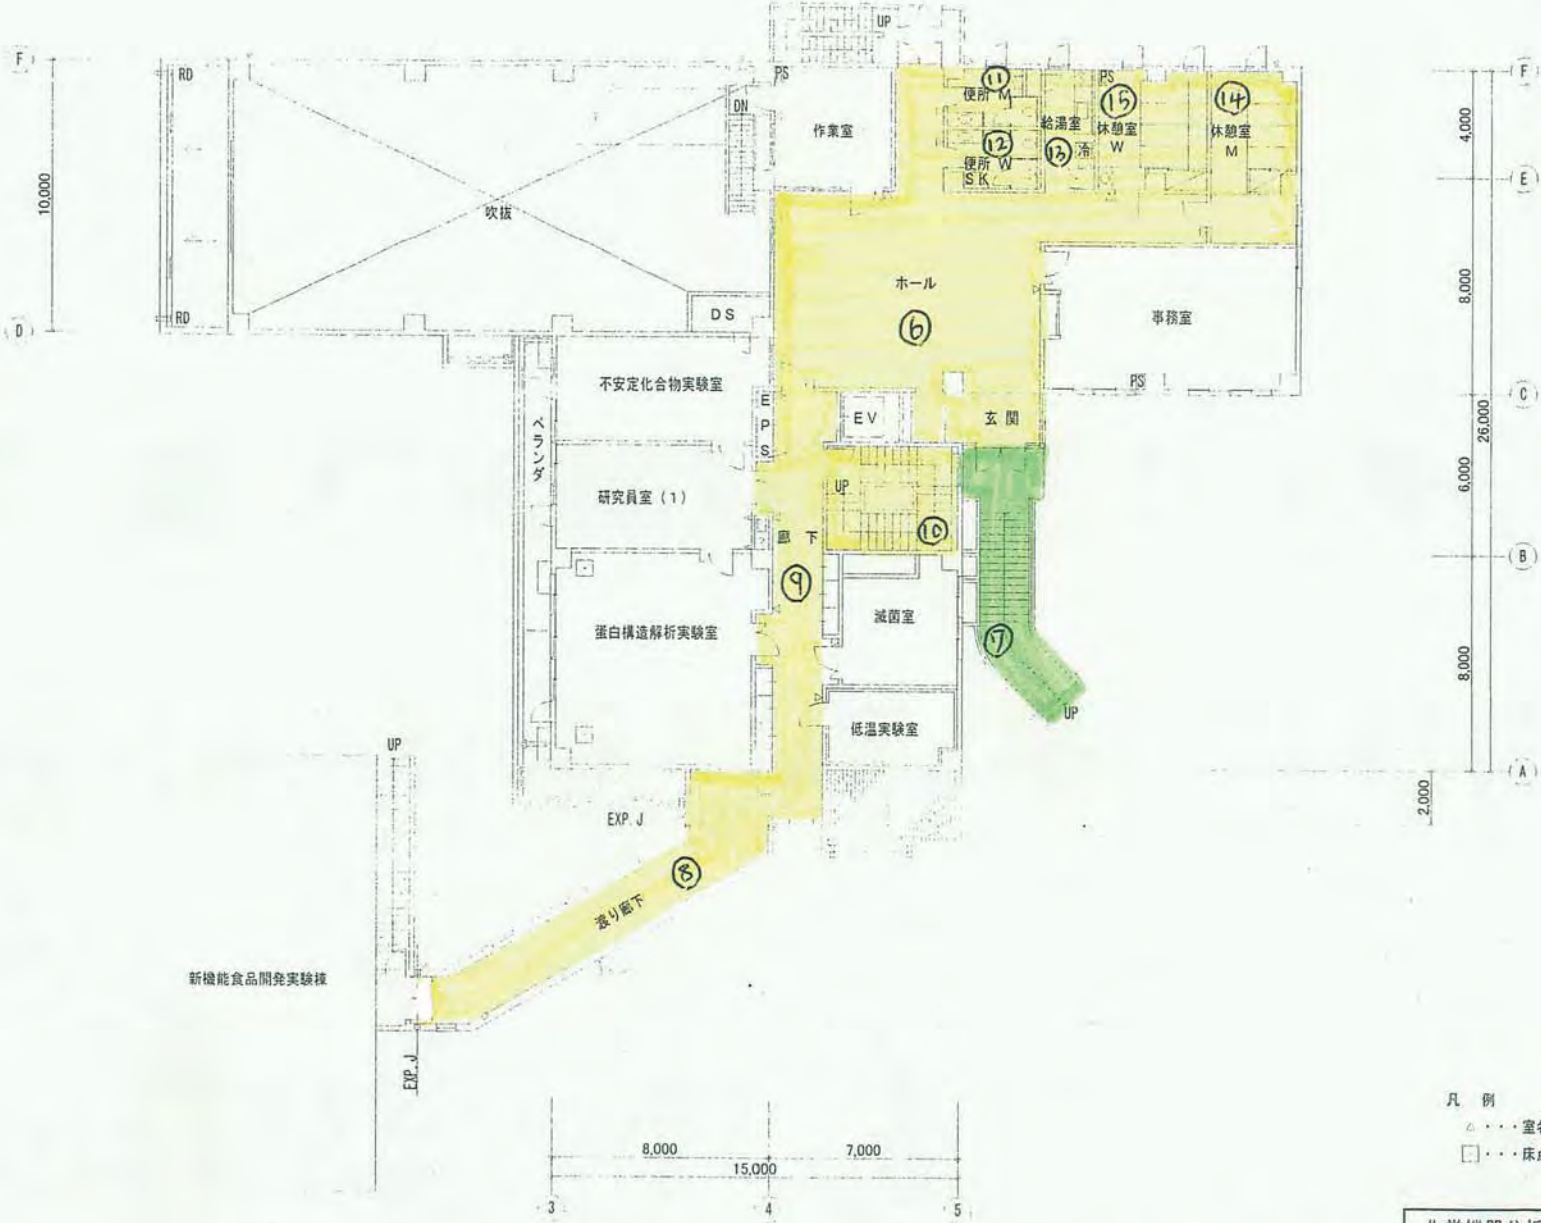 UP
F
RD
PS
⑪
便所 M
PS
⑮
⑭
F
DN
作業室
給湯室
休憩室
W
休憩室
M
4,000
⑫
⑬
冷
便所 W
SK
E
10,000
吹抜
ホール
⑥
8,000
事務室
RD
DS
D
不安定化合物実験室
PS
EPS
EV
玄関
C
26,000
ベランダ
研究員室(1)
UP
⑩
6,000
廊下
⑨
B
蛋白構造解析実験室
滅菌室
⑦
8,000
UP
低温実験室
UP
A
2,000
EXP.J
⑧
渡り廊下
新機能食品開発実験棟
EXP.J
凡 例
△・・・室
□・・・床
8,000
7,000
15,000
3
4
5